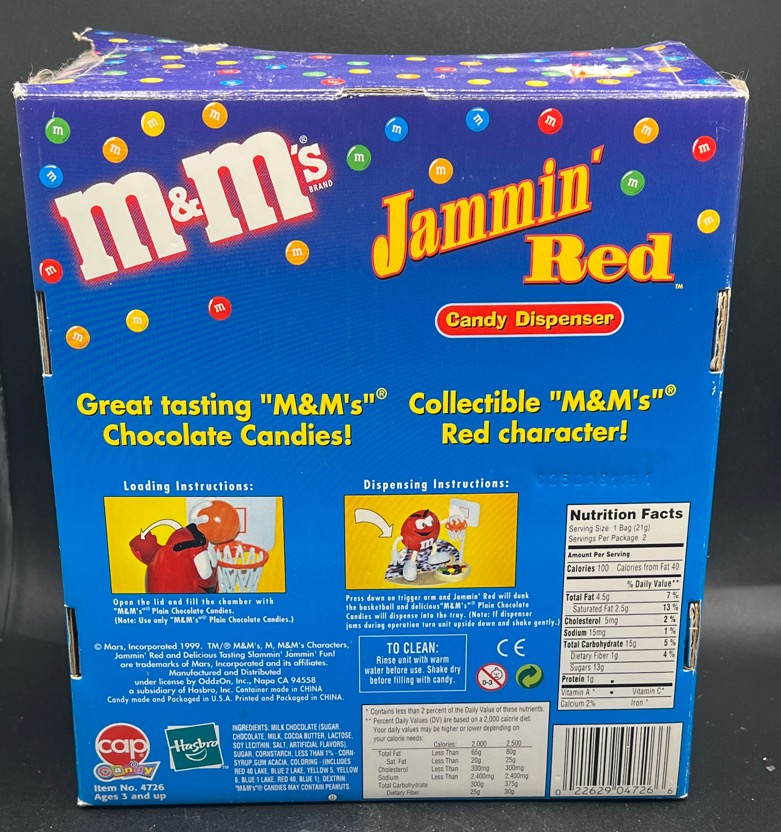 m&m's®
BRAND
Jammin'
Red™
Candy Dispenser
Great tasting "M&M's"®
Chocolate Candies!
Collectible "M&M's"®
Red character!
Loading Instructions:
Open the lid and fill the chamber with
"M&M's"® Plain Chocolate Candies.
(Note: Use only "M&M's"® Plain Chocolate Candies.)
Dispensing Instructions:
Press down on trigger arm and Jammin' Red will dunk
the basketball and delicious "M&M's"® Plain Chocolate
Candies will dispense into the tray. (Note: If dispenser
jams during operation turn unit upside down and shake gently.)
© Mars, Incorporated 1999. TM/® M&M's, M, M&M's Characters,
Jammin' Red and Delicious Tasting Slammin' Jammin' Fun!
are trademarks of Mars, Incorporated and its affiliates.
Manufactured and Distributed
under license by OddzOn, Inc., Napa CA 94558
a subsidiary of Hasbro, Inc. Container made in CHINA
Candy made and Packaged in U.S.A. Printed and Packaged in CHINA.
TO CLEAN:
Rinse unit with warm
water before use. Shake dry
before filling with candy.
CE
0-3
Nutrition Facts
Serving Size 1 Bag (21g)
Servings Per Package 2
Amount Per Serving
Calories 100 Calories from Fat 40
% Daily Value**
Total Fat 4.5g 7%
Saturated Fat 2.5g 13%
Cholesterol 5mg 2%
Sodium 15mg 1%
Total Carbohydrate 15g 5%
Dietary Fiber 1g 4%
Sugars 13g
Protein 1g
Vitamin A * • Vitamin C*
Calcium 2% • Iron *
* Contains less than 2 percent of the Daily Value of these nutrients.
** Percent Daily Values (DV) are based on a 2,000 calorie diet.
Your daily values may be higher or lower depending on
your calorie needs:
Calories: 2,000 2,500
Total Fat Less Than 65g 80g
Sat. Fat Less Than 20g 25g
Cholesterol Less Than 300mg 300mg
Sodium Less Than 2,400mg 2,400mg
Total Carbohydrate 300g 375g
Dietary Fiber 25g 30g
cap
Candy
Hasbro™
Item No. 4726
Ages 3 and up
INGREDIENTS: MILK CHOCOLATE (SUGAR,
CHOCOLATE, MILK, COCOA BUTTER, LACTOSE,
SOY LECITHIN, SALT, ARTIFICIAL FLAVORS),
SUGAR, CORNSTARCH, LESS THAN 1% - CORN-
SYRUP, GUM ACACIA, COLORING - (INCLUDES
RED 40 LAKE, BLUE 2 LAKE, YELLOW 5, YELLOW
6, BLUE 1 LAKE, RED 40, BLUE 1), DEXTRIN.
"M&M's"® CANDIES MAY CONTAIN PEANUTS.
0 22629 04726 6